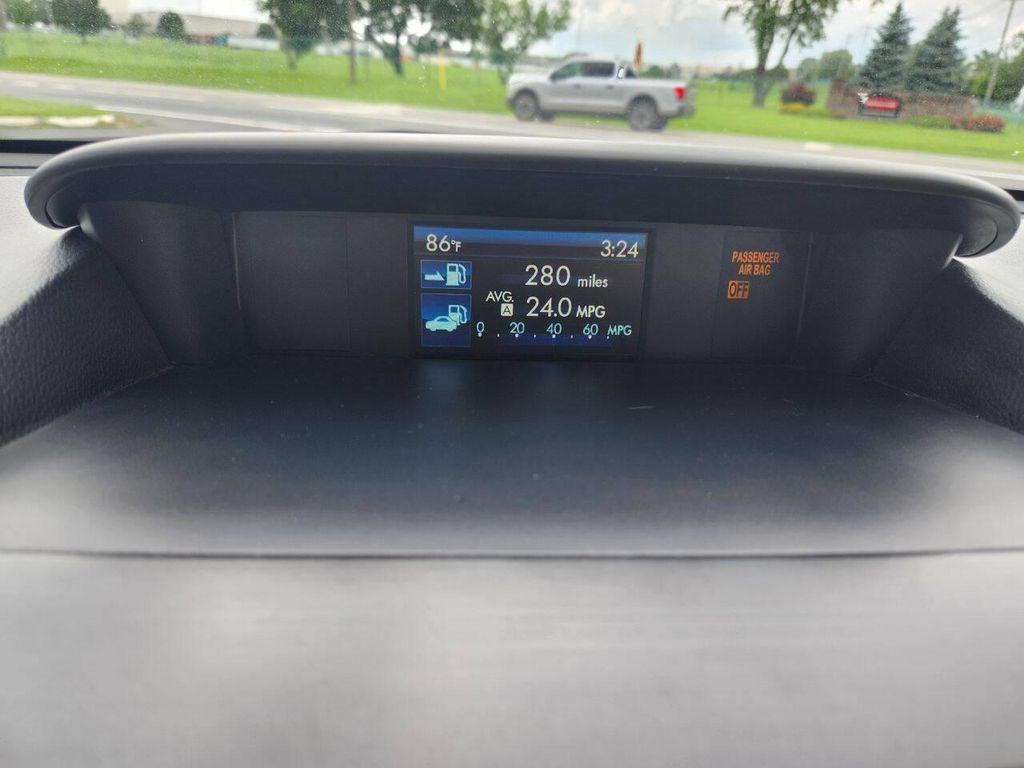 86°F 3:24
280 miles
AVG.
A 24.0 MPG
0 20 40 60 MPG
PASSENGER
AIR BAG
OFF